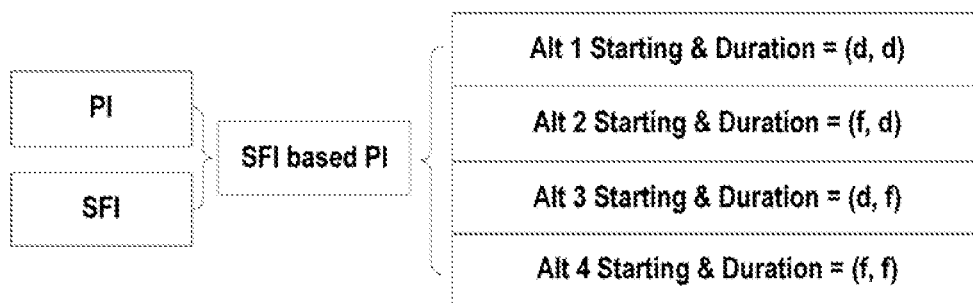 PI
SFI
SFI based PI
Alt 1 Starting & Duration = (d, d)
Alt 2 Starting & Duration = (f, d)
Alt 3 Starting & Duration = (d, f)
Alt 4 Starting & Duration = (f, f)